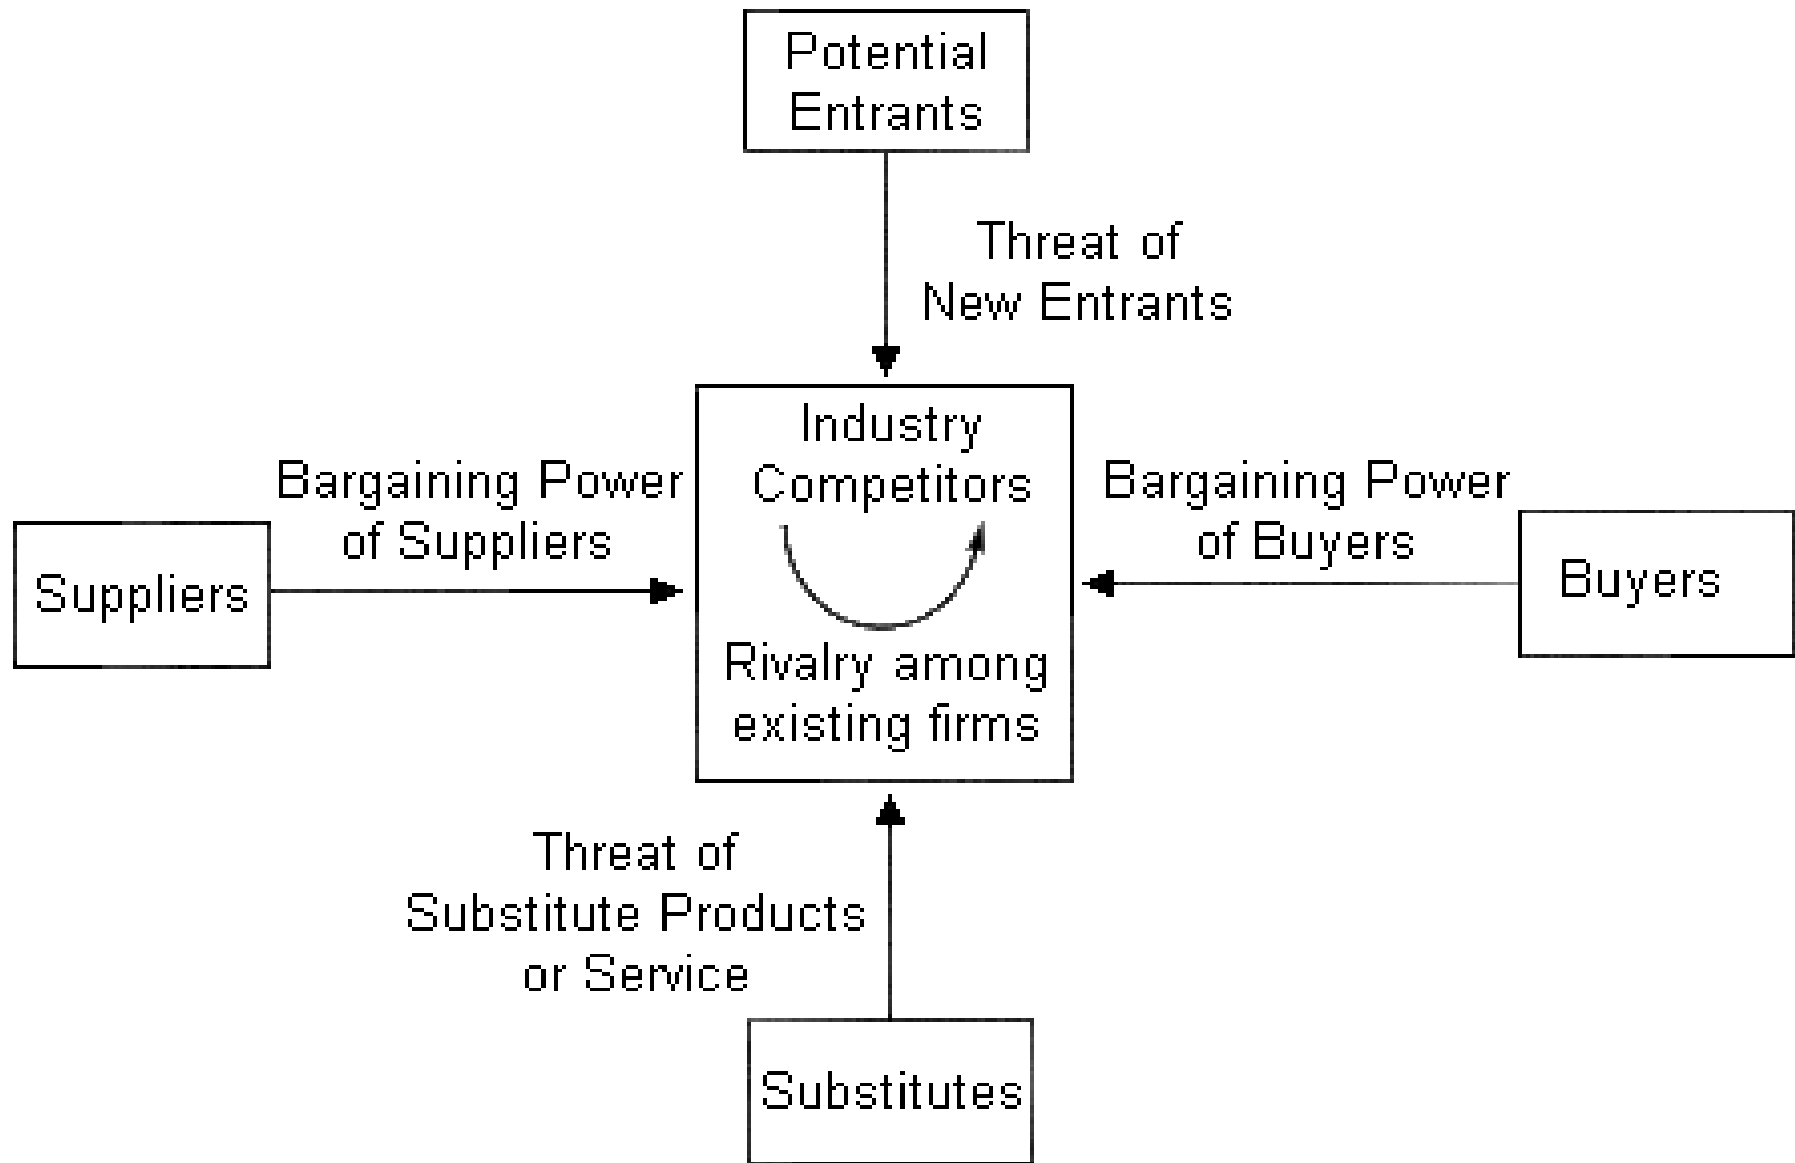 Potential
Entrants
Threat of
New Entrants
Industry
Competitors
Bargaining Power
of Suppliers
Bargaining Power
of Buyers
Suppliers
Buyers
Rivalry among
existing firms
Threat of
Substitute Products
or Service
Substitutes